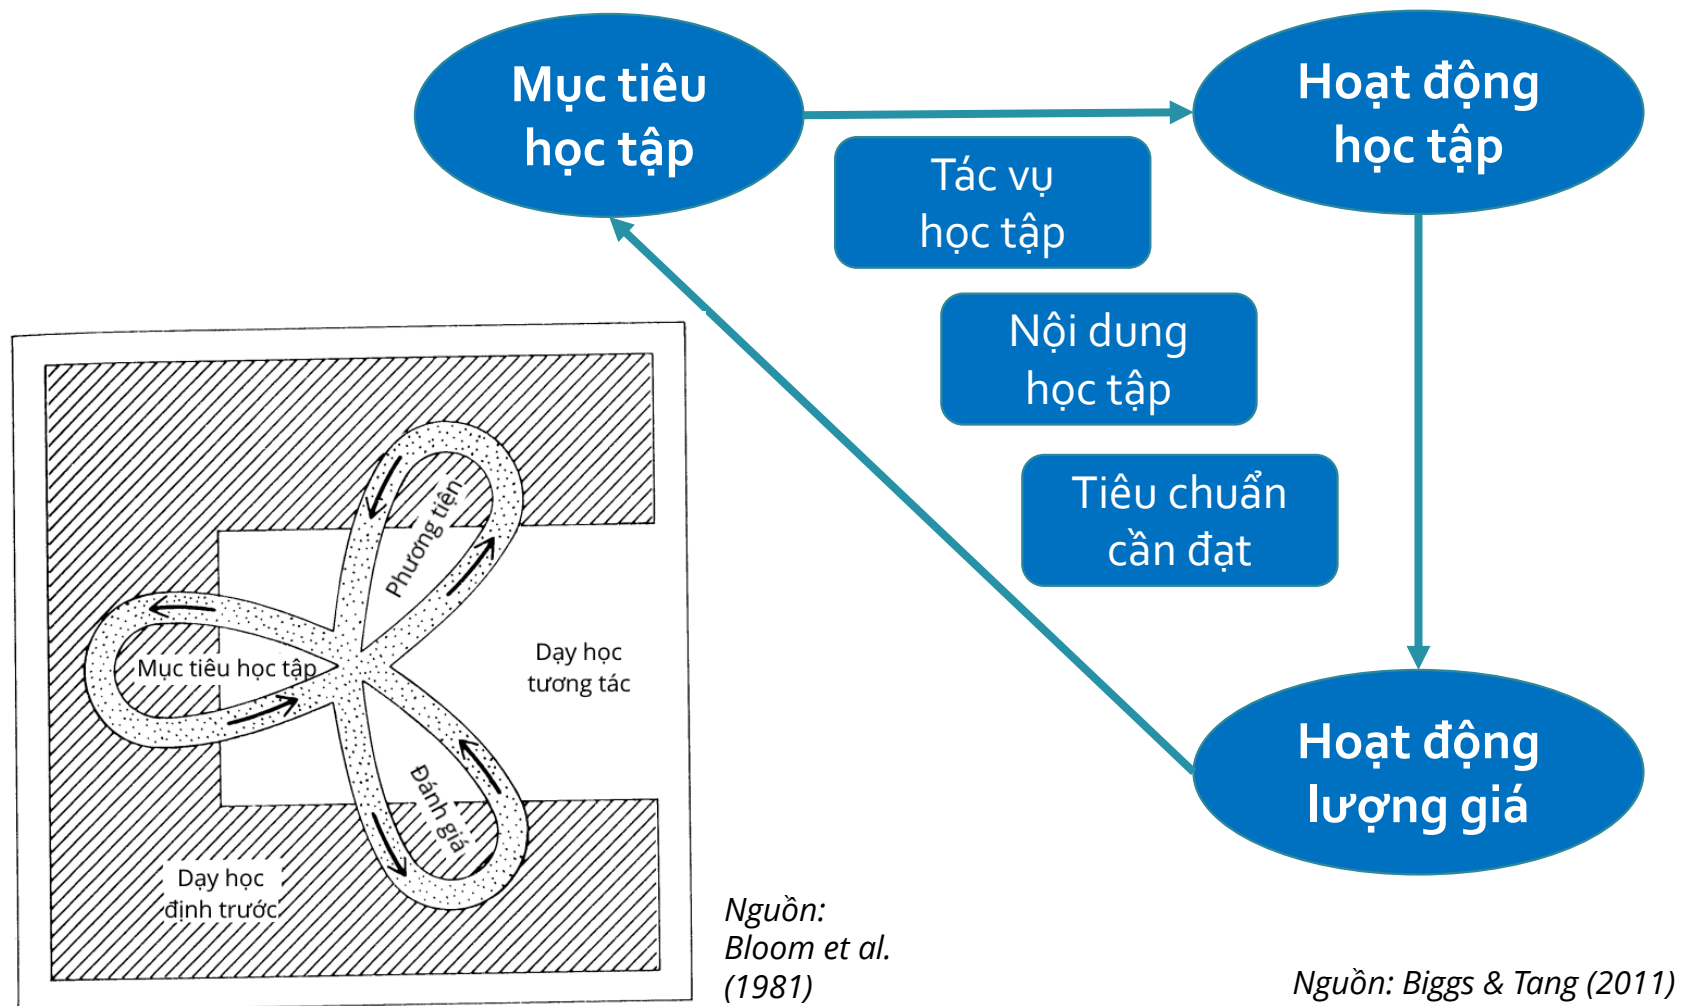 Mục tiêu
học tập
Hoạt động
học tập
Tác vụ
học tập
Nội dung
học tập
Tiêu chuẩn
cần đạt
Hoạt động
lượng giá
Phương tiện
Mục tiêu học tập
Đánh giá
Dạy học
tương tác
Dạy học
định trước
Nguồn:
Bloom et al.
(1981)
Nguồn: Biggs & Tang (2011)